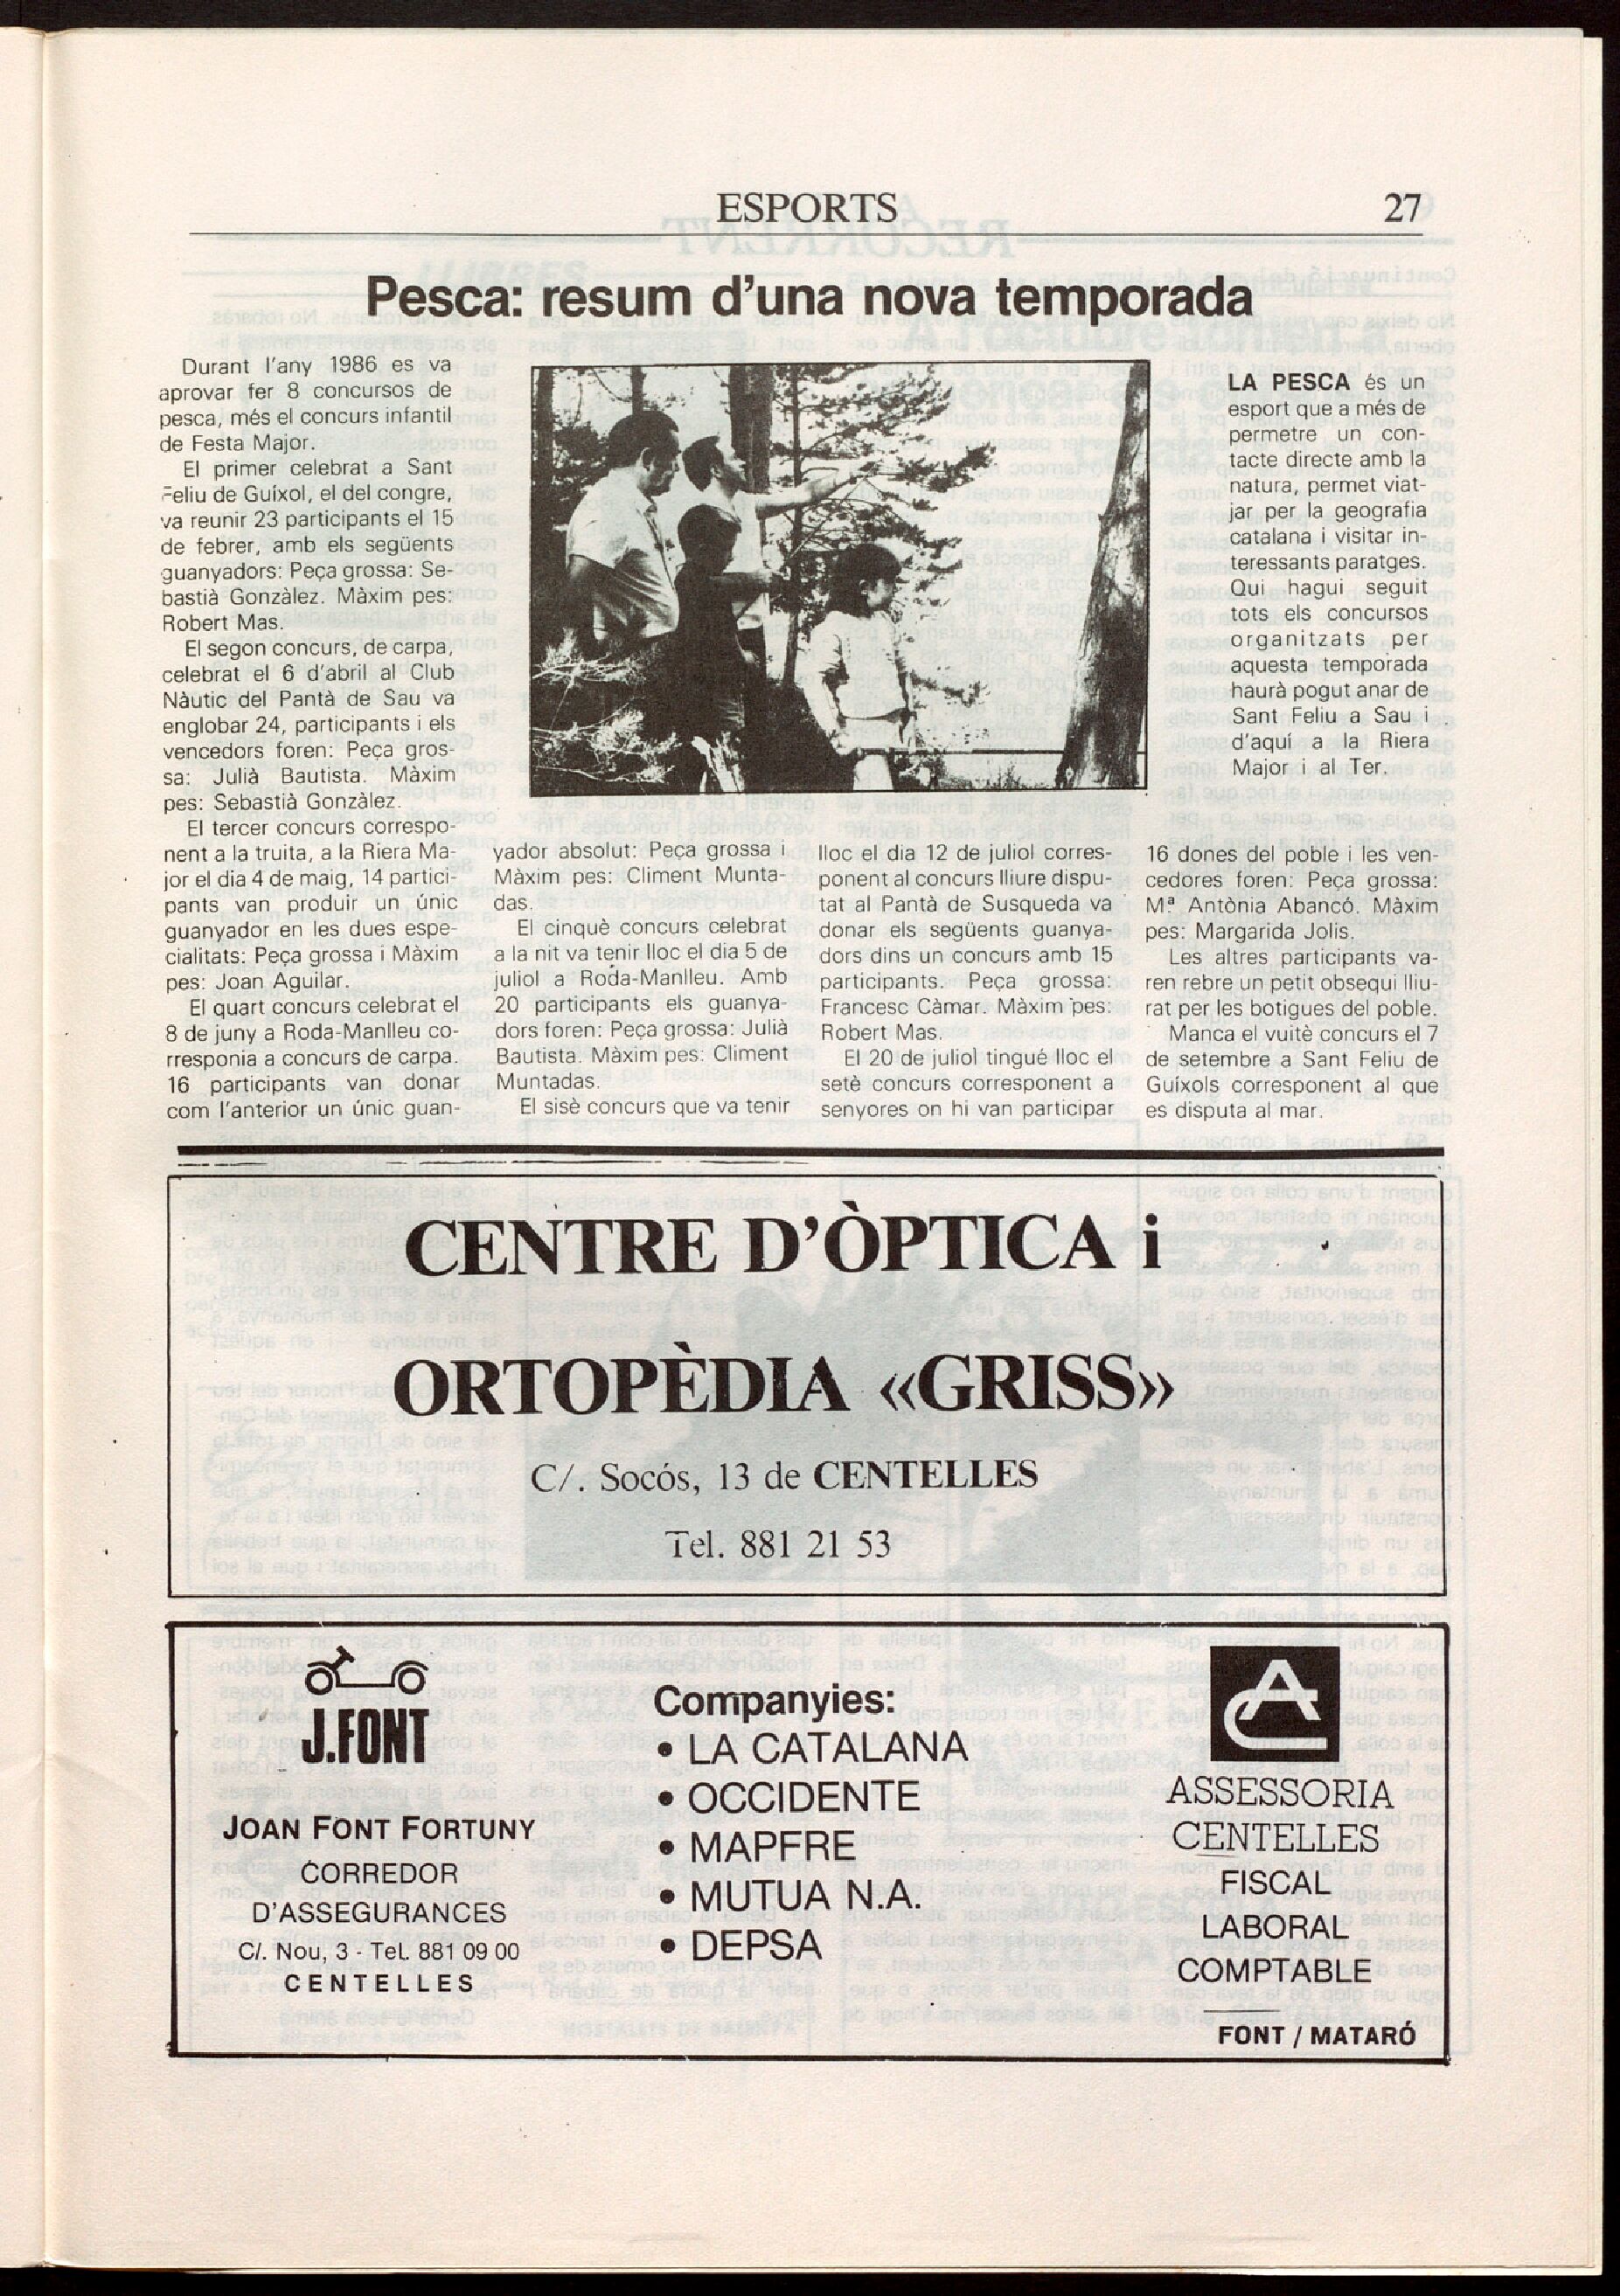 ESPORTS
27
Pesca: resum d'una nova temporada
Durant l'any 1986 es va
aprovar fer 8 concursos de
pesca, més el concurs infantil
de Festa Major.
El primer celebrat a Sant
Feliu de Guíxol, el del congre,
va reunir 23 participants el 15
de febrer, amb els següents
guanyadors: Peça grossa: Se-
bastià Gonzàlez. Màxim pes:
Robert Mas.
El segon concurs, de carpa,
celebrat el 6 d'abril al Club
Nàutic del Pantà de Sau va
englobar 24, participants i els
vencedors foren: Peça gros-
sa: Julià Bautista. Màxim
pes: Sebastià Gonzàlez.
El tercer concurs correspo-
nent a la truita, a la Riera Ma-
jor el dia 4 de maig, 14 partici-
pants van produir un únic
guanyador en les dues espe-
cialitats: Peça grossa i Màxim
pes: Joan Aguilar.
El quart concurs celebrat el
8 de juny a Roda-Manlleu co-
rresponia a concurs de carpa.
16 participants van donar
com l'anterior un únic guan-
yador absolut: Peça grossa i
Màxim pes: Climent Munta-
das.
El cinquè concurs celebrat
a la nit va tenir lloc el dia 5 de
juliol a Roda-Manlleu. Amb
20 participants els guanya-
dors foren: Peça grossa: Julià
Bautista. Màxim pes: Climent
Muntadas.
El sisè concurs que va tenir
lloc el dia 12 de juliol corres-
ponent al concurs lliure dispu-
tat al Pantà de Susqueda va
donar els següents guanya-
dors dins un concurs amb 15
participants. Peça grossa:
Francesc Càmar. Màxim pes:
Robert Mas.
El 20 de juliol tingué lloc el
setè concurs corresponent a
senyores on hi van participar
16 dones del poble i les ven-
cedores foren: Peça grossa:
Mª Antònia Abancó. Màxim
pes: Margarida Jolis.
Les altres participants va-
ren rebre un petit obsequi lliu-
rat per les botigues del poble.
Manca el vuitè concurs el 7
de setembre a Sant Feliu de
Guíxols corresponent al que
es disputa al mar.
LA PESCA és un
esport que a més de
permetre un con-
tacte directe amb la
natura, permet viat-
jar per la geografia
catalana i visitar in-
teressants paratges.
Qui hagui seguit
tots els concursos
organitzats per
aquesta temporada
haurà pogut anar de
Sant Feliu a Sau i
d'aquí a la Riera
Major i al Ter.
CENTRE D'ÒPTICA i
ORTOPÈDIA «GRISS»
C/. Socós, 13 de CENTELLES
Tel. 881 21 53
J.FONT
JOAN FONT FORTUNY
CORREDOR
D'ASSEGURANCES
C/. Nou, 3 - Tel. 881 09 00
CENTELLES
Companyies:
• LA CATALANA
• OCCIDENTE
• MAPFRE
• MUTUA N.A.
• DEPSA
ASSESSORIA
CENTELLES
FISCAL
LABORAL
COMPTABLE
FONT / MATARÓ